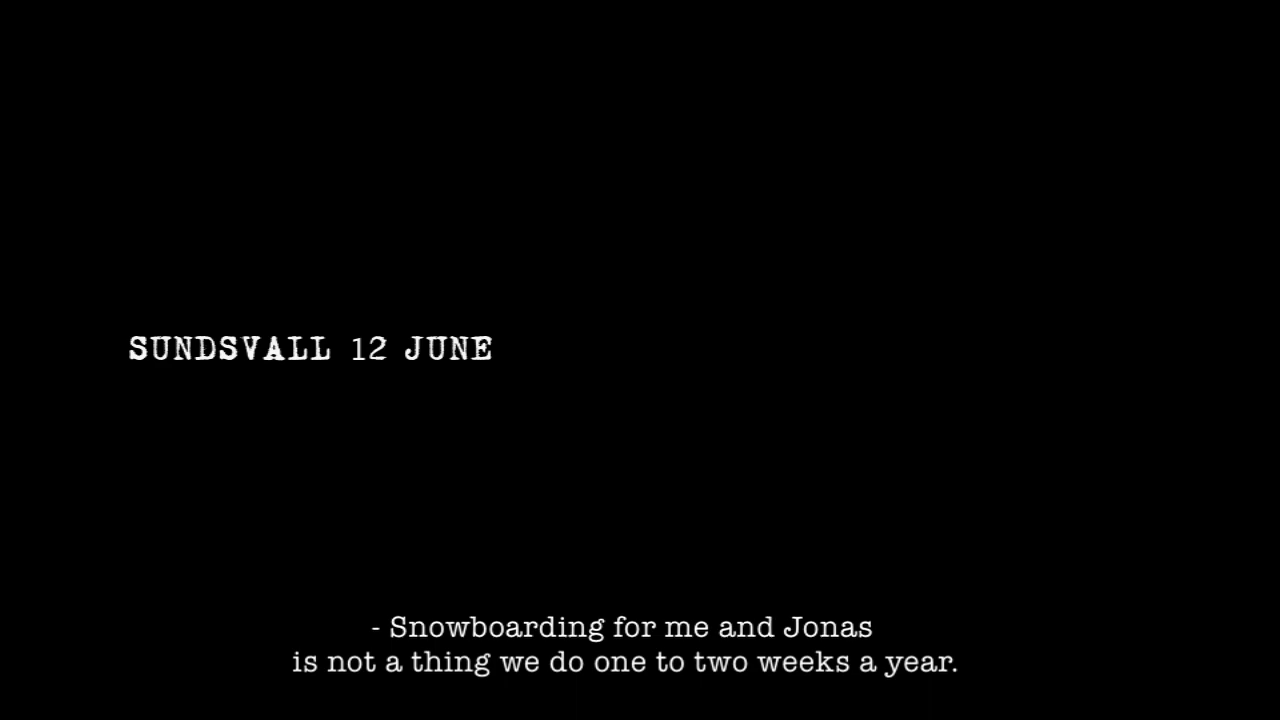 SUNDSVALL 12 JUNE
- Snowboarding for me and Jonas
is not a thing we do one to two weeks a year.